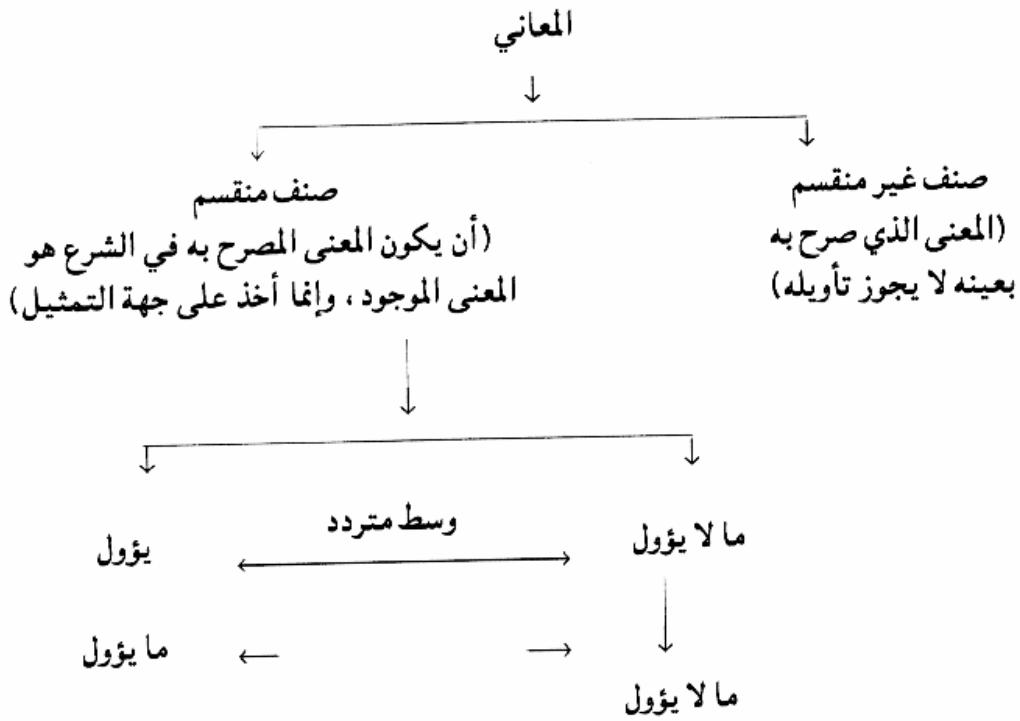 المعاني
صنف غير منقسم
(المعنى الذي صرح به
بعينه لا يجوز تأويله)
صنف منقسم
(أن يكون المعنى المصرح به في الشرع هو
المعنى الموجود ، وإنما أخذ على جهة التمثيل)
ما لا يؤول
وسط متردد
يؤول
ما يؤول
ما لا يؤول